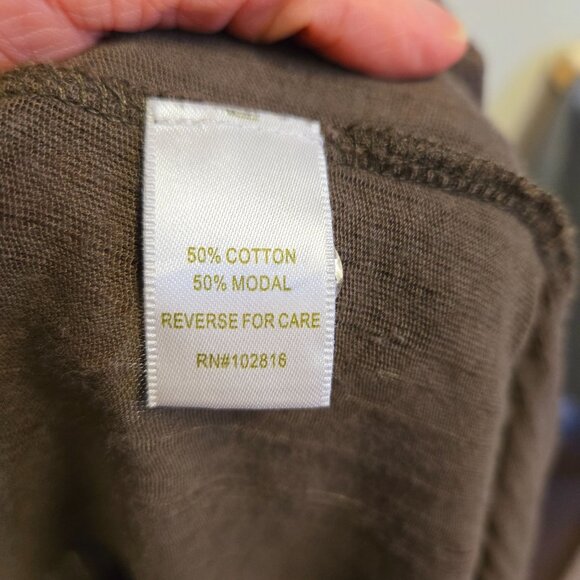 50% COTTON
50% MODAL
REVERSE FOR CARE
RN#102816